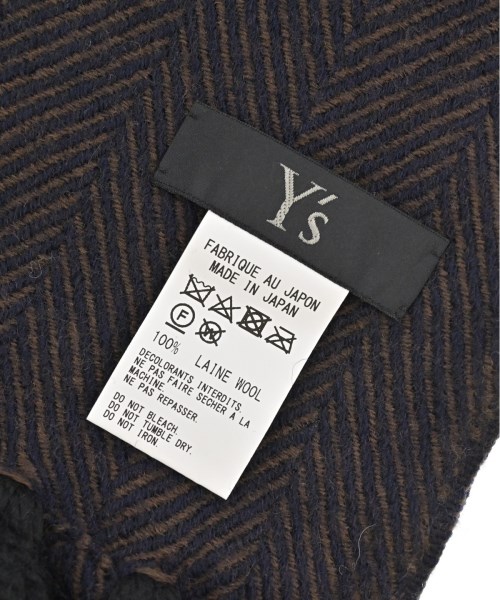 Y's
FABRIQUE AU JAPON
MADE IN JAPAN
F W
100% LAINE WOOL
DECOLORANTS INTERDITS.
NE PAS FAIRE SECHER A LA
MACHINE.
NE PAS REPASSER.
DO NOT BLEACH.
DO NOT TUMBLE DRY.
DO NOT IRON.